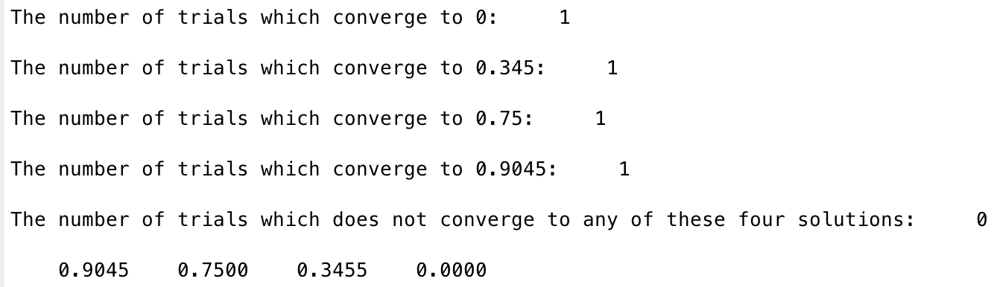 The number of trials which converge to 0:     1
The number of trials which converge to 0.345:     1
The number of trials which converge to 0.75:     1
The number of trials which converge to 0.9045:     1
The number of trials which does not converge to any of these four solutions:     0
    0.9045    0.7500    0.3455    0.0000